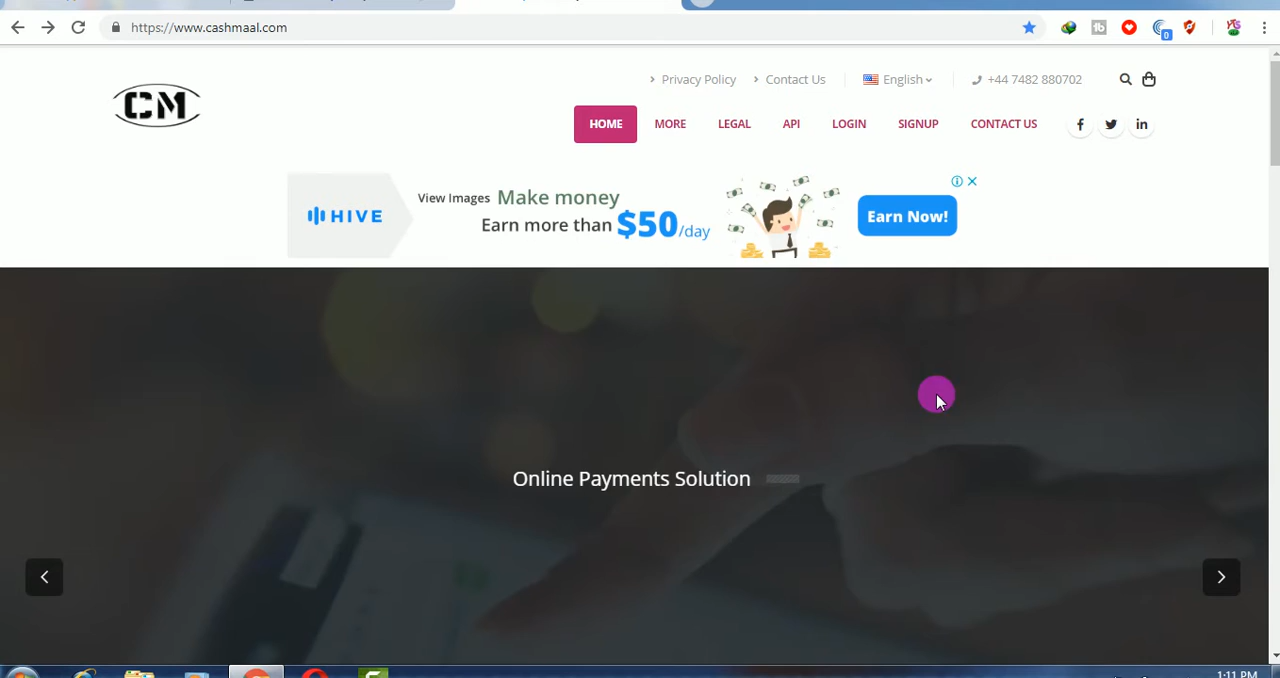 https://www.cashmaal.com
0
Privacy Policy
Contact Us
English
+44 7482 880702
CM
HOME
MORE
LEGAL
API
LOGIN
SIGNUP
CONTACT US
HIVE
View Images Make money
Earn more than $50/day
Earn Now!
Online Payments Solution
1:11 PM